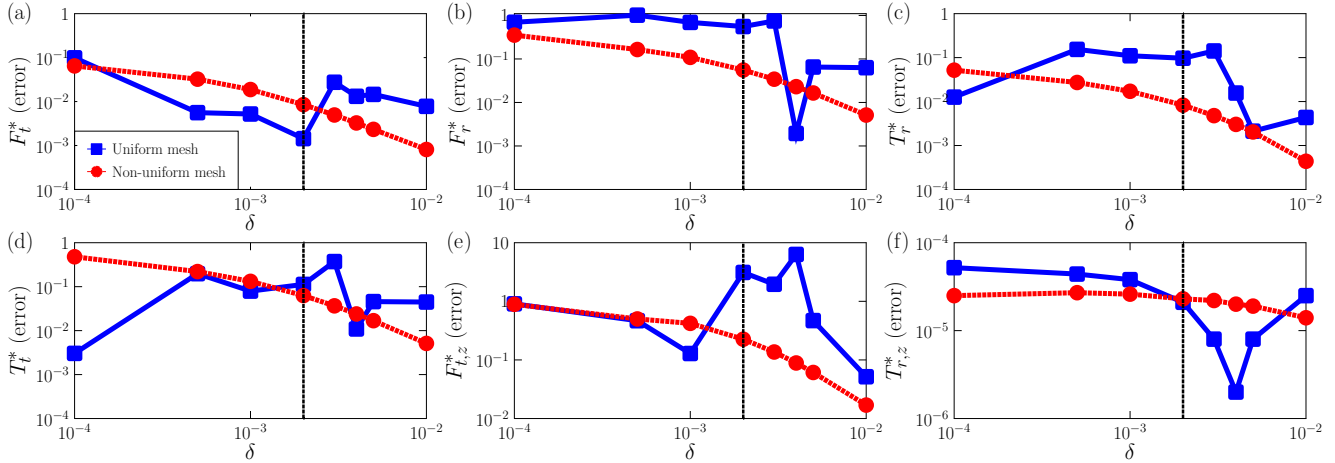 (a)
1
10⁻¹
10⁻²
10⁻³
10⁻⁴
F*ₜ (error)
Uniform mesh
Non-uniform mesh
10⁻⁴ 10⁻³ 10⁻²
δ
(b)
1
10⁻¹
10⁻²
10⁻³
10⁻⁴
F*ᵣ (error)
10⁻⁴ 10⁻³ 10⁻²
δ
(c)
1
10⁻¹
10⁻²
10⁻³
10⁻⁴
T*ᵣ (error)
10⁻⁴ 10⁻³ 10⁻²
δ
(d)
1
10⁻¹
10⁻²
10⁻³
10⁻⁴
T*ₜ (error)
10⁻⁴ 10⁻³ 10⁻²
δ
(e)
10
1
10⁻¹
10⁻²
F*_{t,z} (error)
10⁻⁴ 10⁻³ 10⁻²
δ
(f)
10⁻⁴
10⁻⁵
10⁻⁶
T*_{r,z} (error)
10⁻⁴ 10⁻³ 10⁻²
δ